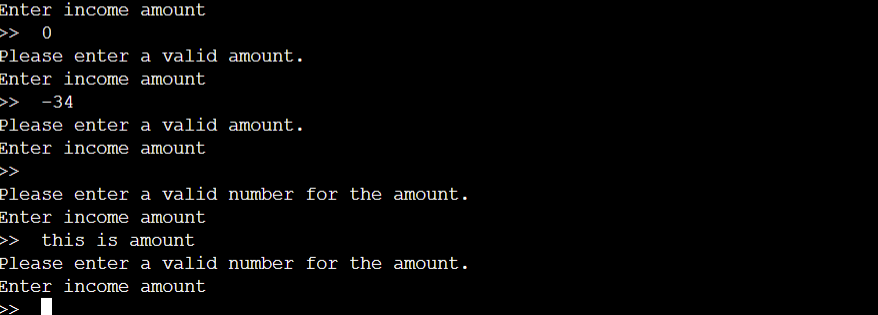 Enter income amount
>>  0
Please enter a valid amount.
Enter income amount
>>  -34
Please enter a valid amount.
Enter income amount
>>
Please enter a valid number for the amount.
Enter income amount
>>  this is amount
Please enter a valid number for the amount.
Enter income amount
>>